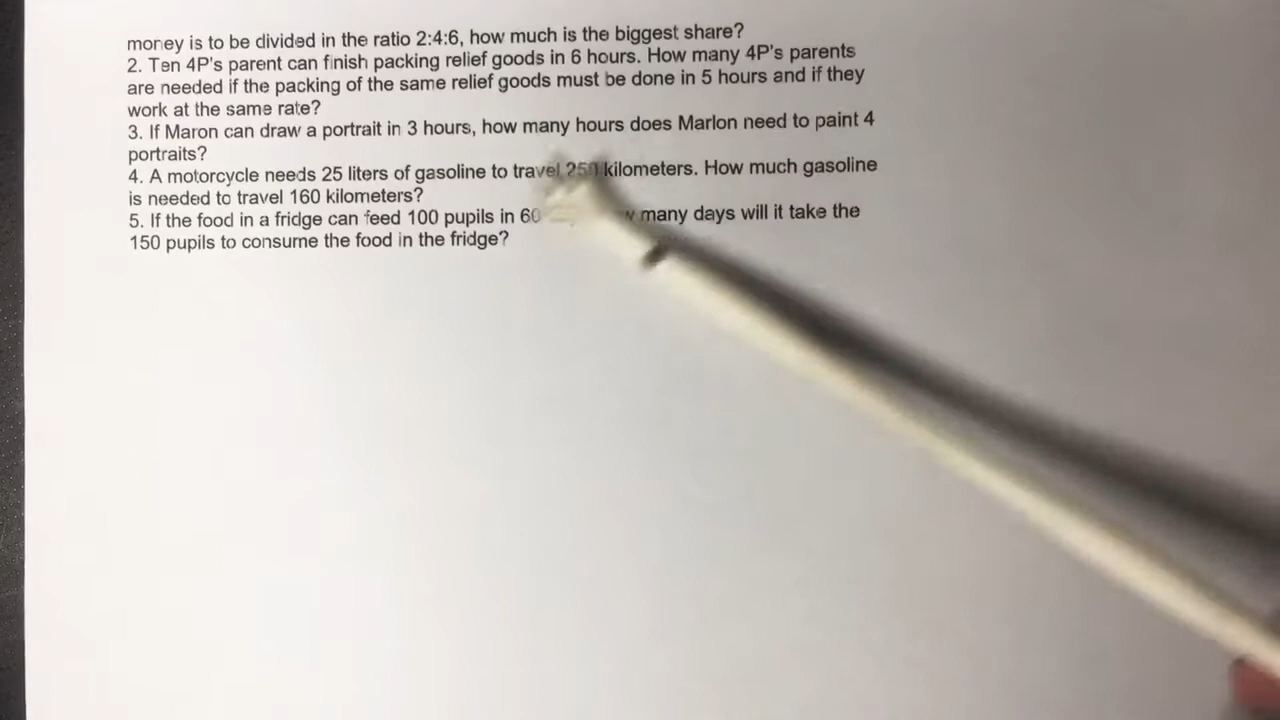 money is to be divided in the ratio 2:4:6, how much is the biggest share?
2. Ten 4P's parent can finish packing relief goods in 6 hours. How many 4P's parents
are needed if the packing of the same relief goods must be done in 5 hours and if they
work at the same rate?
3. If Maron can draw a portrait in 3 hours, how many hours does Marlon need to paint 4
portraits?
4. A motorcycle needs 25 liters of gasoline to travel 250 kilometers. How much gasoline
is needed to travel 160 kilometers?
5. If the food in a fridge can feed 100 pupils in 60 many days will it take the
150 pupils to consume the food in the fridge?